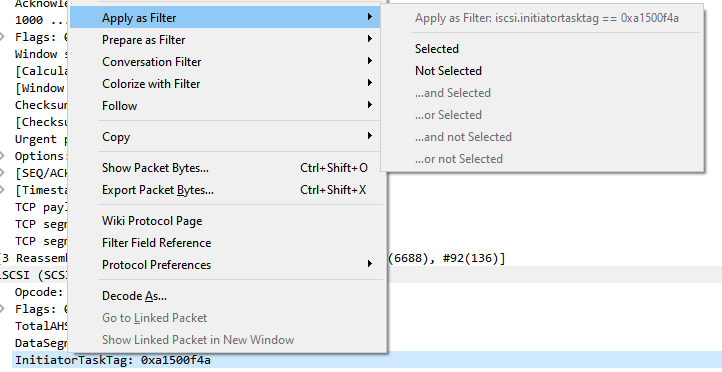 Acknowle
1000 ...
Flags: 0
Window s
[Calcula
[Window
Checksum
[Checksu
Urgent p
Options:
[SEQ/ACK
[Timesta
TCP payl
TCP segm
TCP segm
[3 Reassemb
(6688), #92(136)]
iSCSI (SCSI
Opcode:
Flags: 0
TotalAHS
DataSegm
InitiatorTaskTag: 0xa1500f4a
Apply as Filter
Prepare as Filter
Conversation Filter
Colorize with Filter
Follow
Copy
Show Packet Bytes... Ctrl+Shift+O
Export Packet Bytes... Ctrl+Shift+X
Wiki Protocol Page
Filter Field Reference
Protocol Preferences
Decode As...
Go to Linked Packet
Show Linked Packet in New Window
Apply as Filter: iscsi.initiatortasktag == 0xa1500f4a
Selected
Not Selected
...and Selected
...or Selected
...and not Selected
...or not Selected